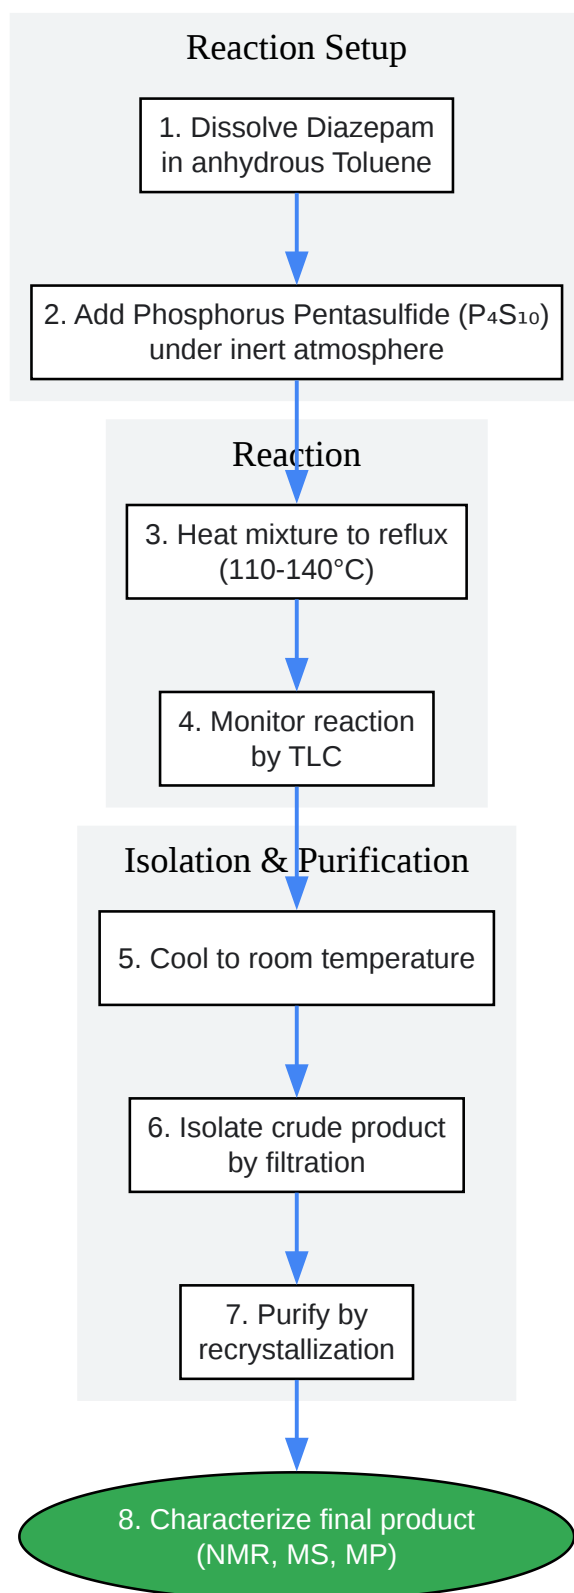 Reaction Setup
1. Dissolve Diazepam
in anhydrous Toluene
2. Add Phosphorus Pentasulfide (P₄S₁₀)
under inert atmosphere
Reaction
3. Heat mixture to reflux
(110-140°C)
4. Monitor reaction
by TLC
Isolation & Purification
5. Cool to room temperature
6. Isolate crude product
by filtration
7. Purify by
recrystallization
8. Characterize final product
(NMR, MS, MP)